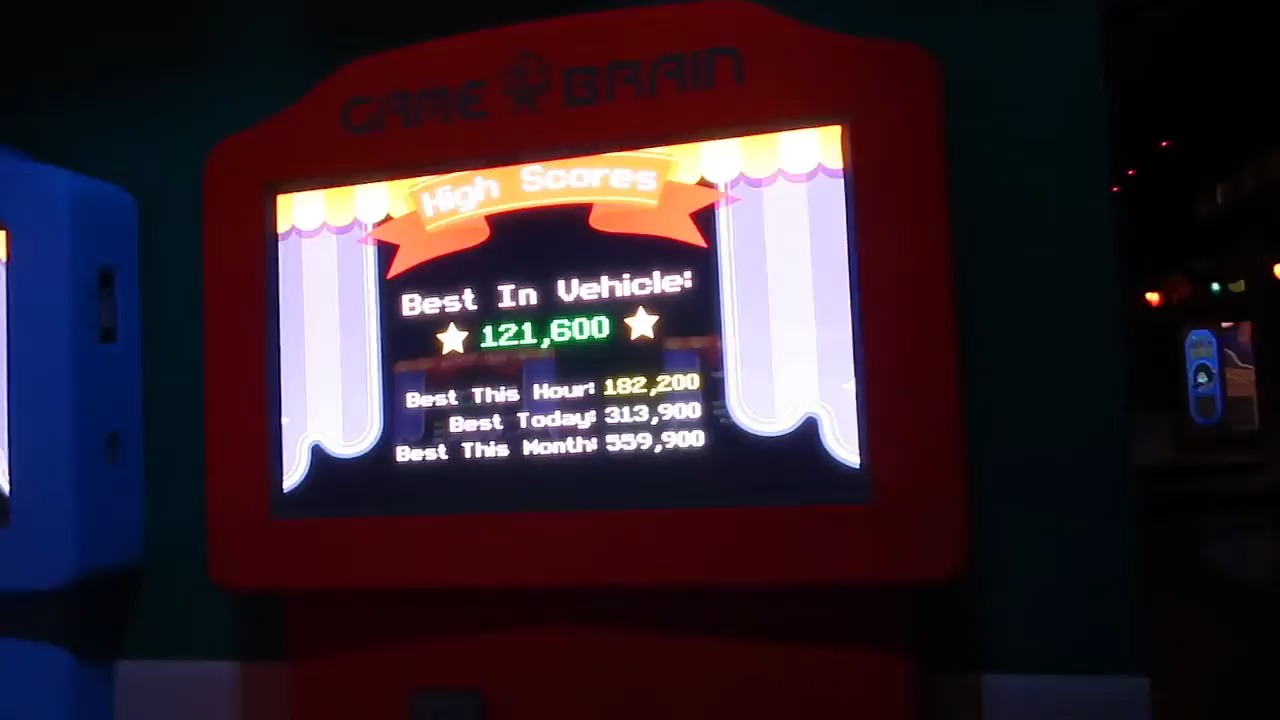 GAME BRAIN
High Scores
Best In Vehicle:
121,600
Best This Hour: 182,200
Best Today: 313,900
Best This Month: 559,900